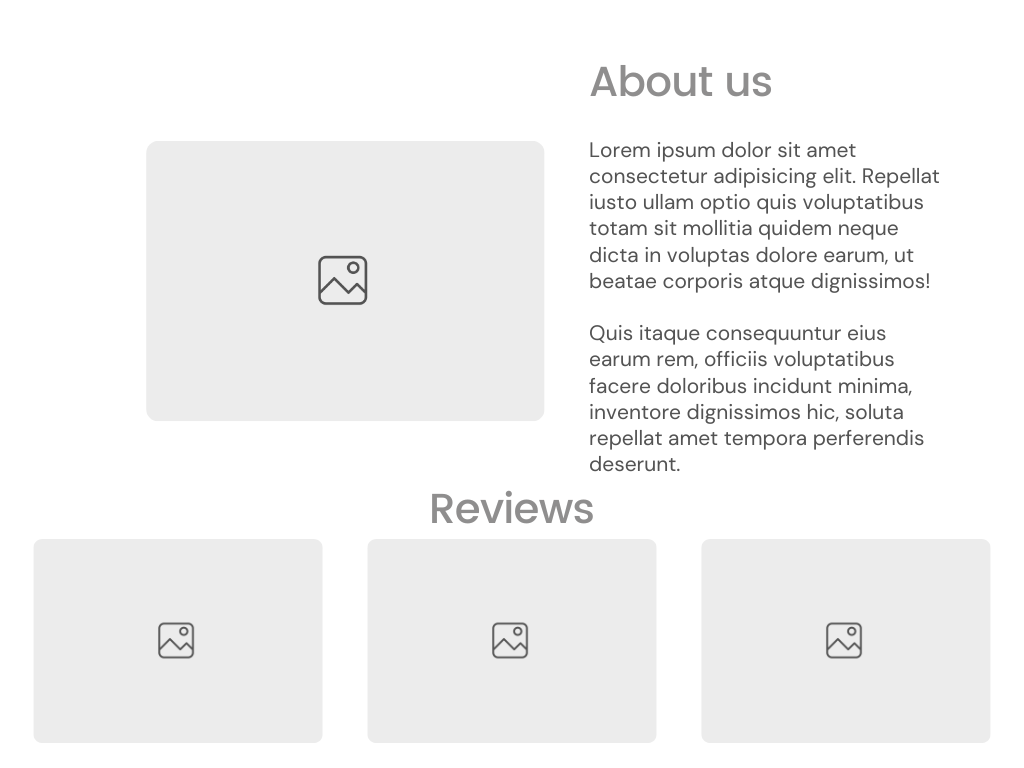 About us
Lorem ipsum dolor sit amet
consectetur adipisicing elit. Repellat
iusto ullam optio quis voluptatibus
totam sit mollitia quidem neque
dicta in voluptas dolore earum, ut
beatae corporis atque dignissimos!
Quis itaque consequuntur eius
earum rem, officiis voluptatibus
facere doloribus incidunt minima,
inventore dignissimos hic, soluta
repellat amet tempora perferendis
deserunt.
Reviews